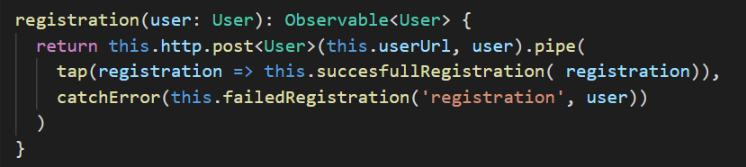 registration(user: User): Observable<User> {
return this.http.post<User>(this.userUrl, user).pipe(
tap(registration => this.succesfullRegistration( registration)),
catchError(this.failedRegistration('registration', user))
)
}